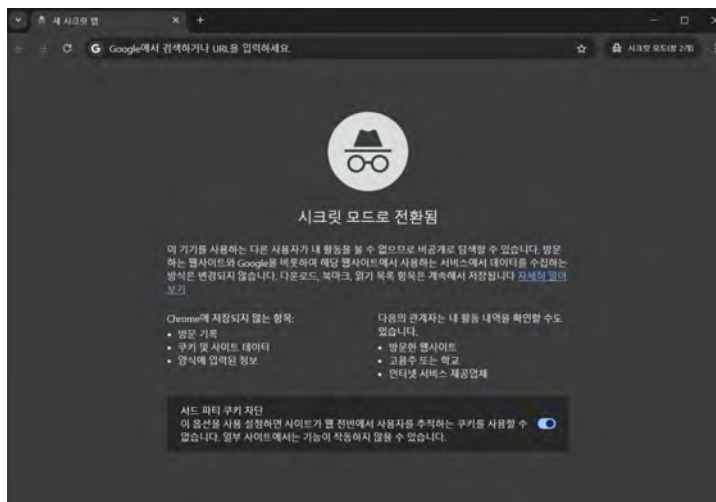 새 시크릿 탭
Google에서 검색하거나 URL을 입력하세요.
시크릿 모드(창 2개)
시크릿 모드로 전환됨
이 기기를 사용하는 다른 사용자가 내 활동을 볼 수 없으므로 비공개로 탐색할 수 있습니다. 방문
하는 웹사이트와 Google을 비롯하여 해당 웹사이트에서 사용하는 서비스에서 데이터를 수집하는
방식은 변경되지 않습니다. 다운로드, 북마크, 읽기 목록 항목은 계속해서 저장됩니다 자세히 알아
보기
Chrome에 저장되지 않는 항목:
• 방문 기록
• 쿠키 및 사이트 데이터
• 양식에 입력된 정보
다음의 관계자는 내 활동 내역을 확인할 수도
있습니다.
• 방문한 웹사이트
• 고용주 또는 학교
• 인터넷 서비스 제공업체
서드 파티 쿠키 차단
이 옵션을 사용 설정하면 사이트가 웹 전반에서 사용자를 추적하는 쿠키를 사용할 수
없습니다. 일부 사이트에서는 기능이 작동하지 않을 수 있습니다.